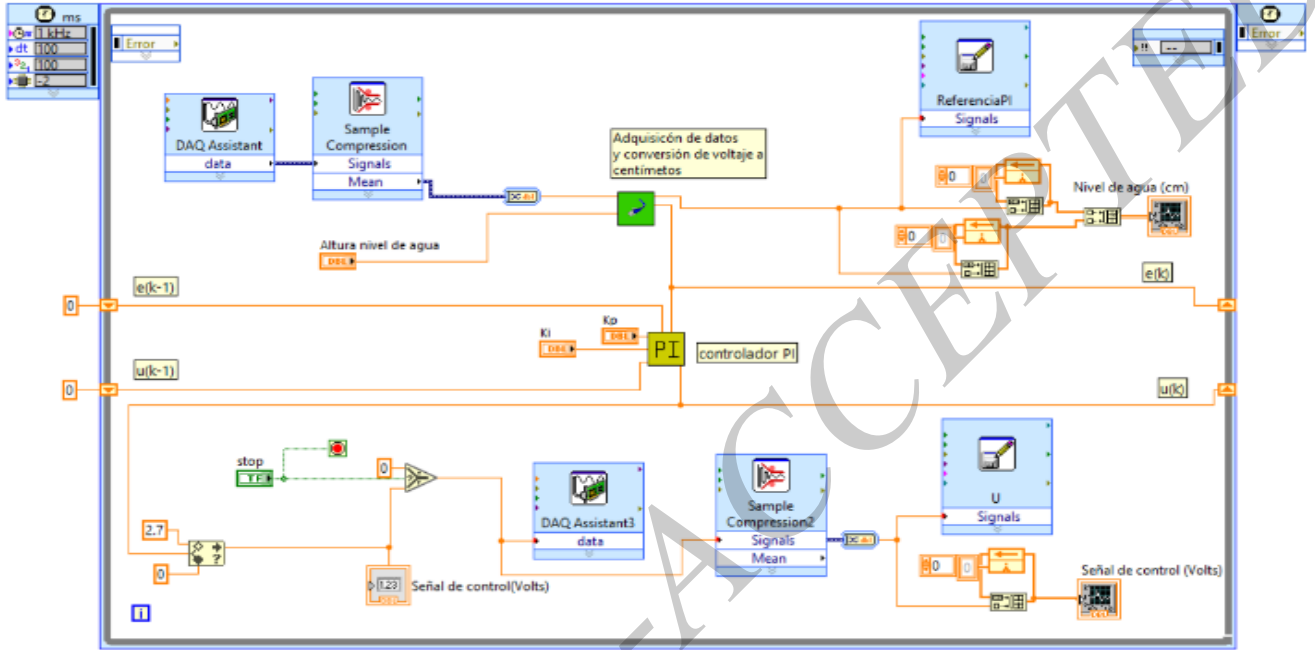 ms
1 kHz
dt 100
100
-2
Error
Error
DAQ Assistant
data
Sample
Compression
Signals
Mean
Adquisicón de datos
y conversión de voltaje a
centímetos
ReferenciaPI
Signals
0
0
Nivel de agua (cm)
0
0
Altura nivel de agua
DBL
e(k-1)
e(k)
0
Kp
DBL
Ki
DBL
PI
controlador PI
u(k-1)
u(k)
0
stop
TF
0
DAQ Assistant3
data
Sample
Compression2
Signals
Mean
U
Signals
2.7
?
0
1.23
Señal de control(Volts)
0
0
Señal de control (Volts)
i
-ACCEPTED